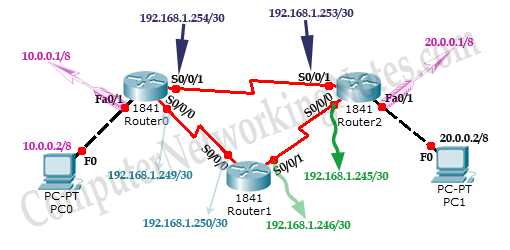 192.168.1.254/30
192.168.1.253/30
10.0.0.1/8
20.0.0.1/8
S0/0/1
S0/0/1
Fa0/1
1841
Router0
S0/0/0
S0/0/0
1841
Router2
Fa0/1
10.0.0.2/8
F0
20.0.0.2/8
F0
S0/0/0
S0/0/1
192.168.1.249/30
192.168.1.245/30
PC-PT
PC0
1841
Router1
PC-PT
PC1
192.168.1.250/30
192.168.1.246/30
ComputerNetworkingNotes.com